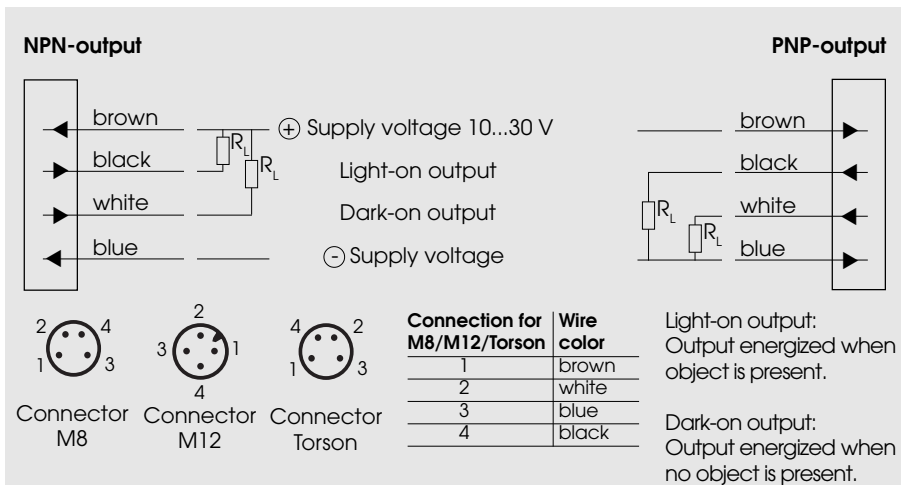 NPN-output
PNP-output
brown
⊕ Supply voltage 10...30 V
brown
RL
black
RL
Light-on output
black
white
Dark-on output
RL
white
RL
blue
⊖ Supply voltage
blue
2 4
1 3
Connector
M8
2
3 1
4
Connector
M12
4 2
1 3
Connector
Torson
Connection for M8/M12/Torson Wire color
1 brown
2 white
3 blue
4 black
Light-on output:
Output energized when
object is present.
Dark-on output:
Output energized when
no object is present.